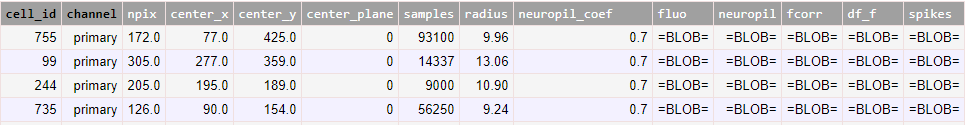 cell_id channel npix center_x center_y center_plane samples radius neuropil_coef fluo neuropil fcorr df_f spikes
755 primary 172.0 77.0 425.0 0 93100 9.96 0.7 =BLOB= =BLOB= =BLOB= =BLOB= =BLOB=
99 primary 305.0 277.0 359.0 0 14337 13.06 0.7 =BLOB= =BLOB= =BLOB= =BLOB= =BLOB=
244 primary 205.0 195.0 189.0 0 9000 10.90 0.7 =BLOB= =BLOB= =BLOB= =BLOB= =BLOB=
735 primary 126.0 90.0 154.0 0 56250 9.24 0.7 =BLOB= =BLOB= =BLOB= =BLOB= =BLOB=